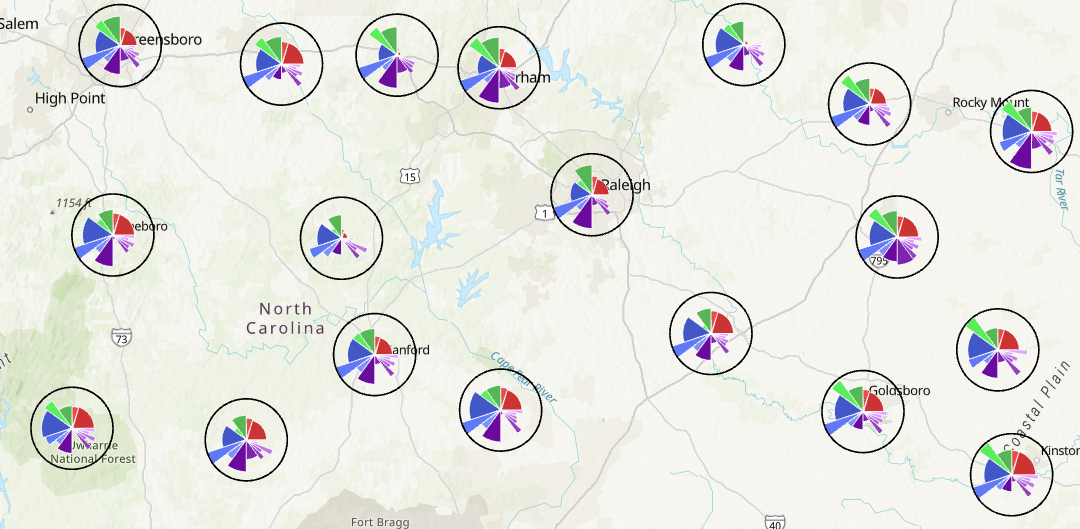 Salem
reensboro
High Point
rham
Rocky Mount
15
Raleigh
Tar River
1154 ft
eboro
1
795
North
Carolina
73
anford
Cape Fear River
Goldsboro
Coastal Plain
Uwharrie
National Forest
Kinston
Fort Bragg
40